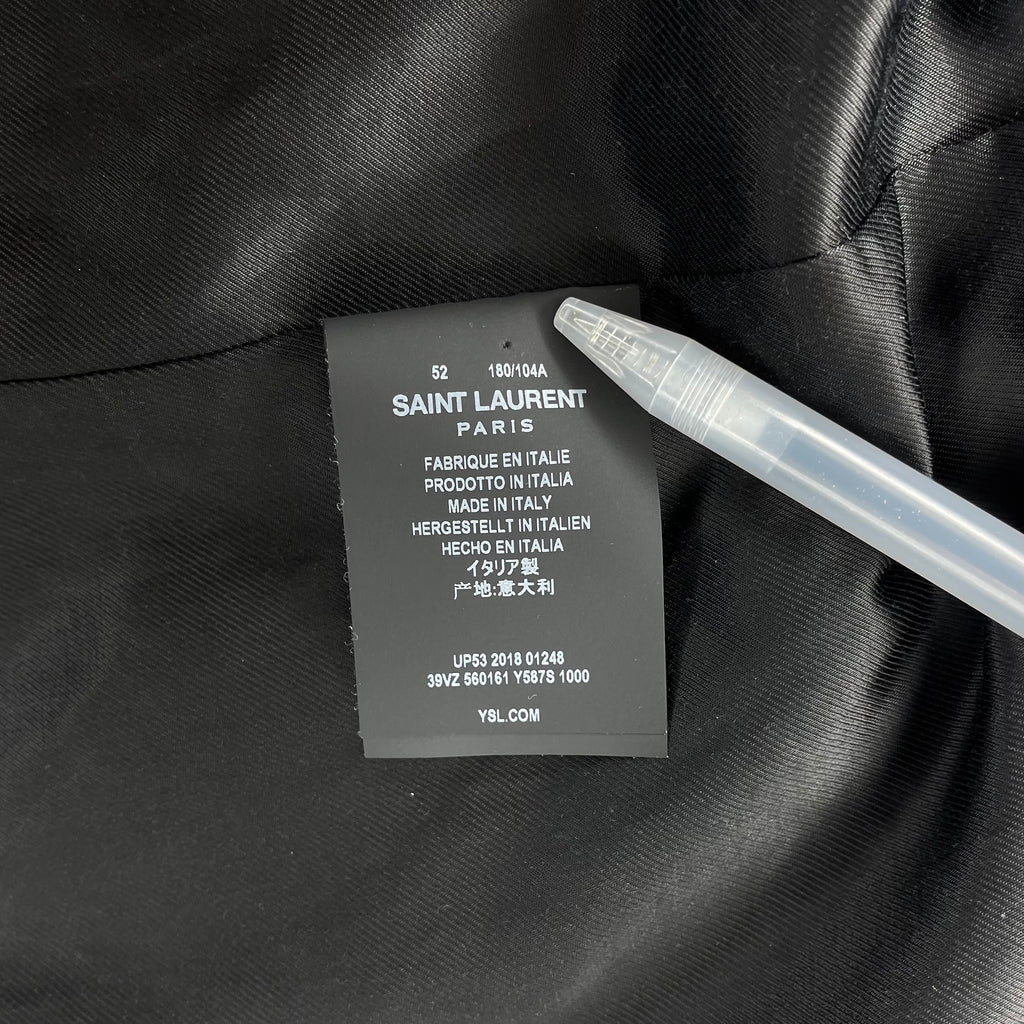 52 180/104A
SAINT LAURENT
PARIS
FABRIQUE EN ITALIE
PRODOTTO IN ITALIA
MADE IN ITALY
HERGESTELLT IN ITALIEN
HECHO EN ITALIA
イタリア製
产地:意大利
UP53 2018 01248
39VZ 560161 Y587S 1000
YSL.COM